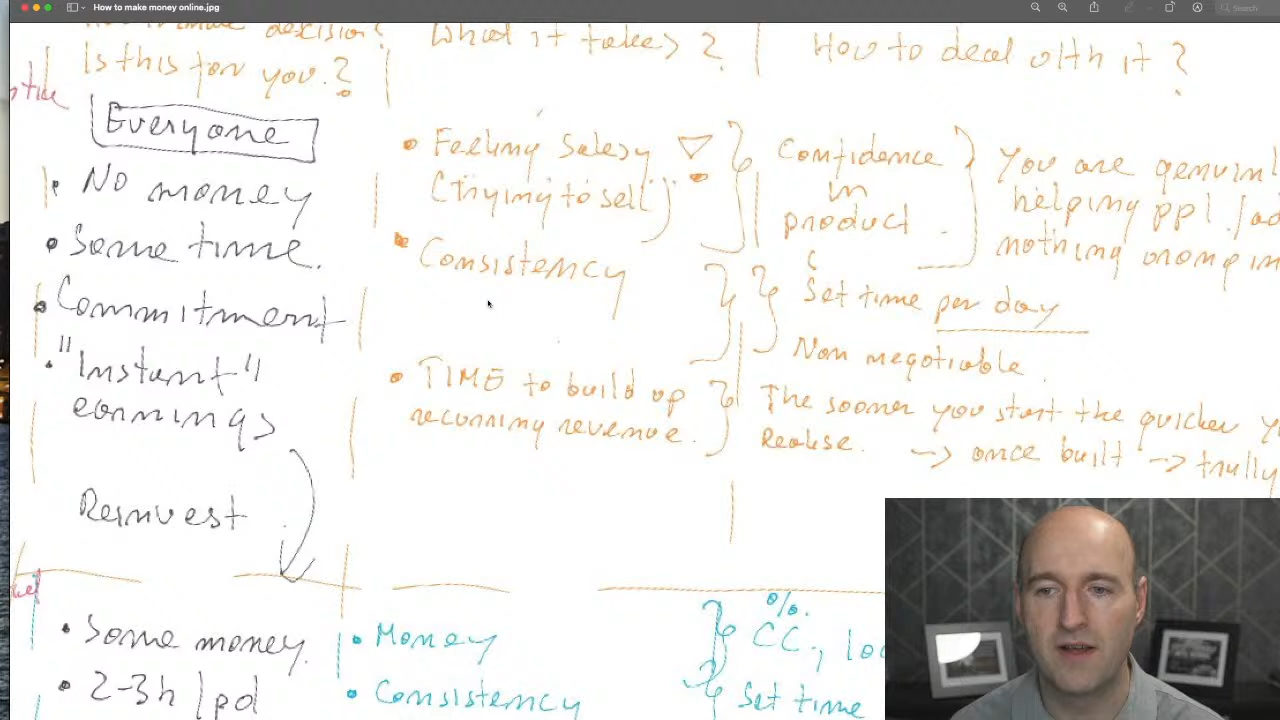 How to make money online.jpg
Search
decision?
Is this for you?
What it takes?
How to deal with it?
Everyone
• No money
• Some time.
• Commitment
• "Instant"
earnings
Reinvest
• Feeling salesy
(trying to sell)
• Consistency
• TIME to build up
recurring revenue.
Confidence
in
product
You are genuin
helping ppl
nothing wrong in
Set time per day
Non negotiable
The sooner you start the quicker y
Realise. -> once built -> trully
• Some money
• 2-3h/pd
• Money
• Consistency
%.
CC, loa
Set time